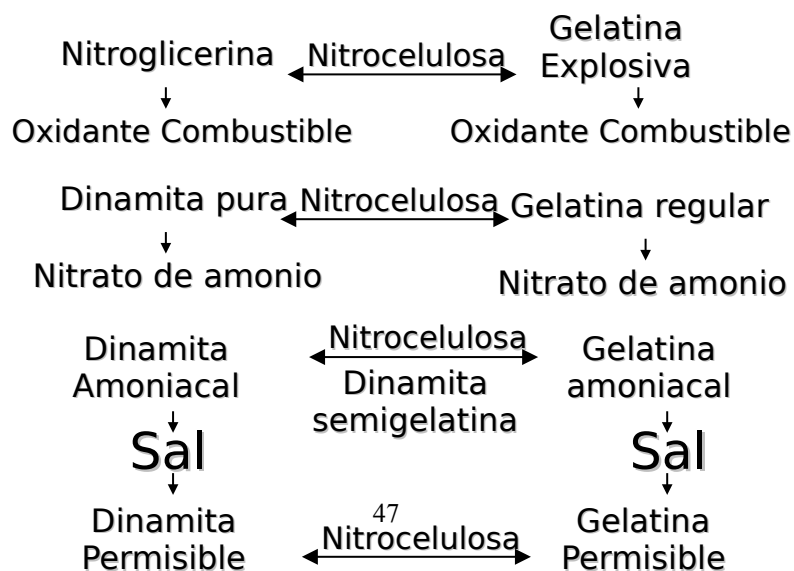 Nitroglicerina
Nitrocelulosa
Gelatina
Explosiva
Oxidante Combustible
Oxidante Combustible
Dinamita pura
Nitrocelulosa
Gelatina regular
Nitrato de amonio
Nitrato de amonio
Dinamita
Amoniacal
Nitrocelulosa
Dinamita
semigelatina
Gelatina
amoniacal
Sal
Sal
Dinamita
Permisible
47
Nitrocelulosa
Gelatina
Permisible